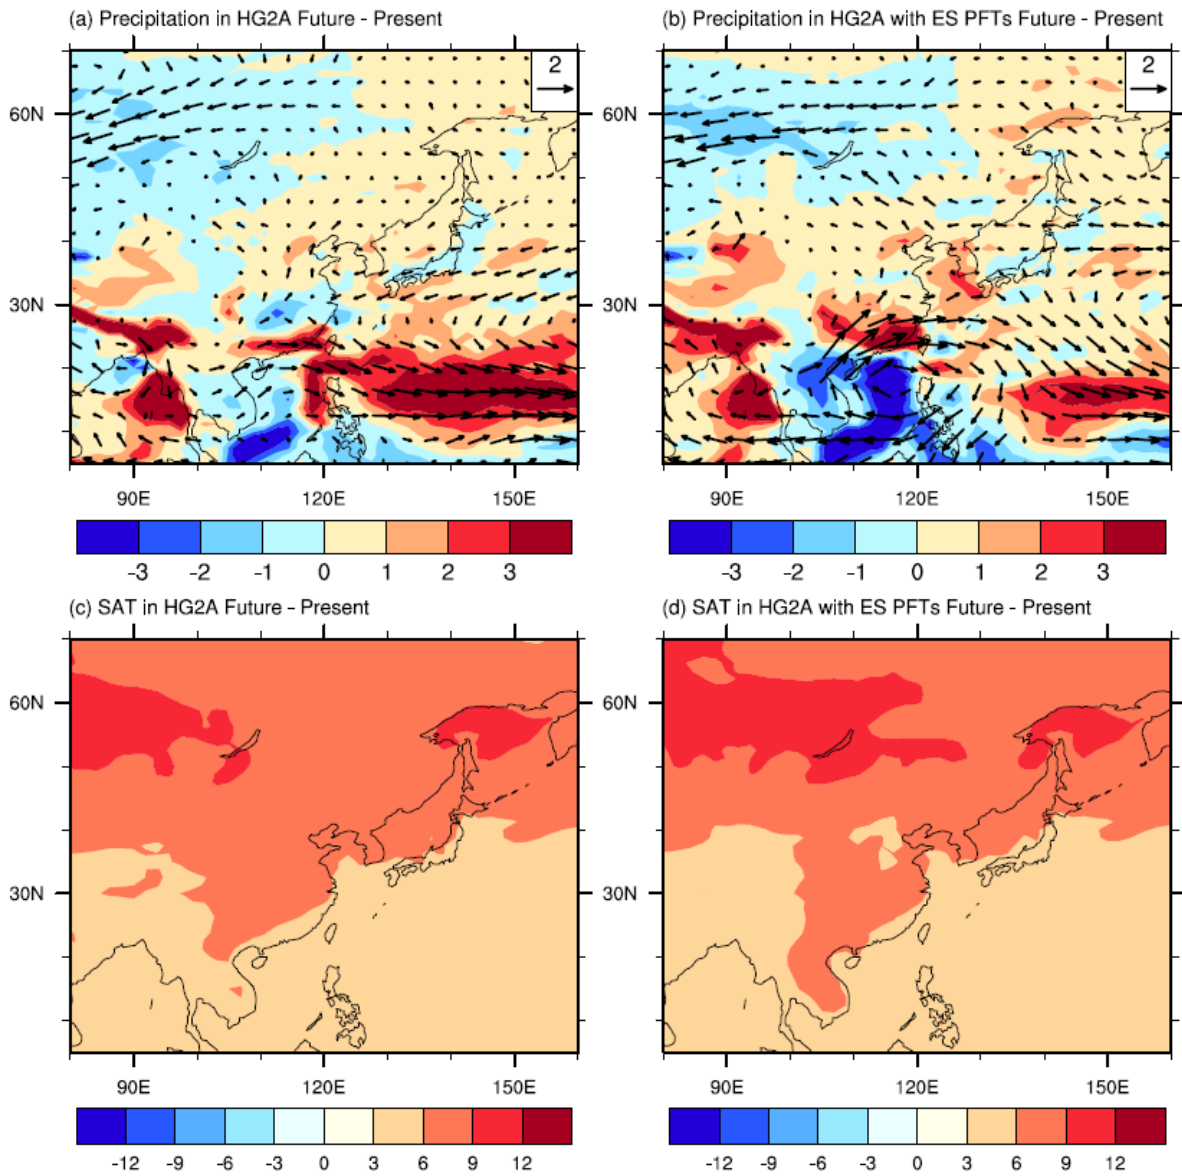 (a) Precipitation in HG2A Future - Present
(b) Precipitation in HG2A with ES PFTs Future - Present
2
2
60N
60N
30N
30N
90E 120E 150E
90E 120E 150E
-3 -2 -1 0 1 2 3
-3 -2 -1 0 1 2 3
(c) SAT in HG2A Future - Present
(d) SAT in HG2A with ES PFTs Future - Present
60N
60N
30N
30N
90E 120E 150E
90E 120E 150E
-12 -9 -6 -3 0 3 6 9 12
-12 -9 -6 -3 0 3 6 9 12